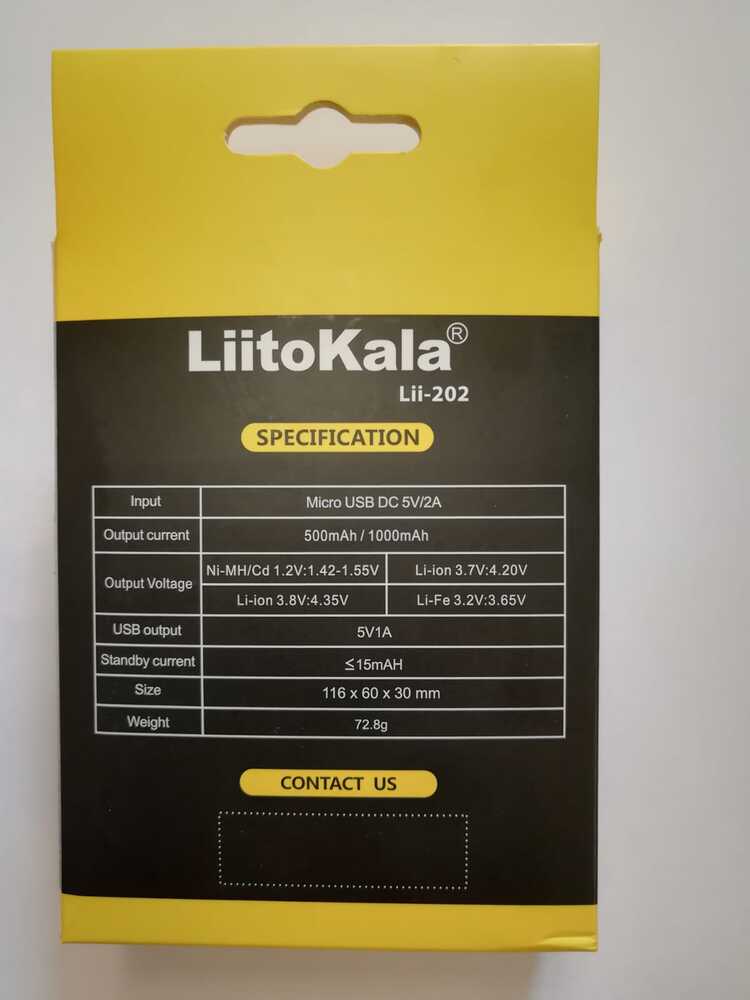 LiitoKala®
Lii-202
SPECIFICATION
Input Micro USB DC 5V/2A
Output current 500mAh / 1000mAh
Output Voltage Ni-MH/Cd 1.2V:1.42-1.55V Li-ion 3.7V:4.20V
Li-ion 3.8V:4.35V Li-Fe 3.2V:3.65V
USB output 5V1A
Standby current ≤15mAH
Size 116 x 60 x 30 mm
Weight 72.8g
CONTACT US